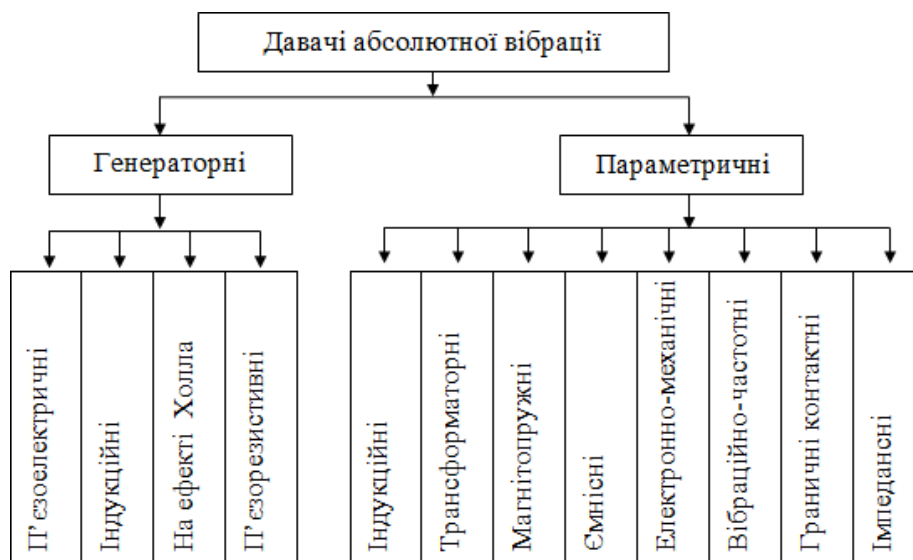 Давачі абсолютної вібрації
Генераторні
Параметричні
П’єзоелектричні
Індукційні
На ефекті Холла
П’єзорезистивні
Індукційні
Трансформаторні
Магнітопружні
Ємнісні
Електронно-механічні
Вібраційно-частотні
Граничні контактні
Імпедансні